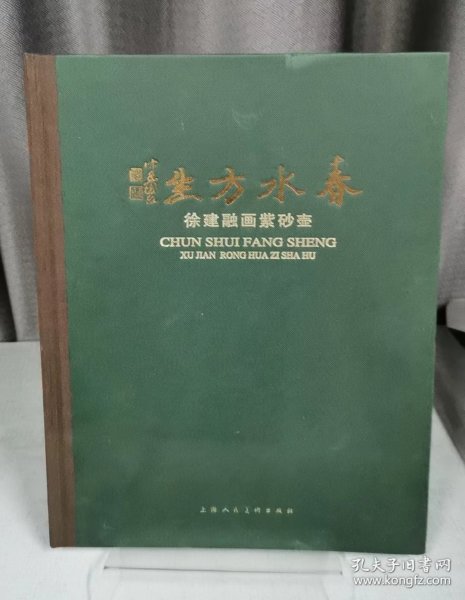 春水方生
徐建融画紫砂壶
CHUN SHUI FANG SHENG
XU JIAN RONG HUA ZI SHA HU
上海人民美术出版社
孔夫子旧书网
www.kongfz.com